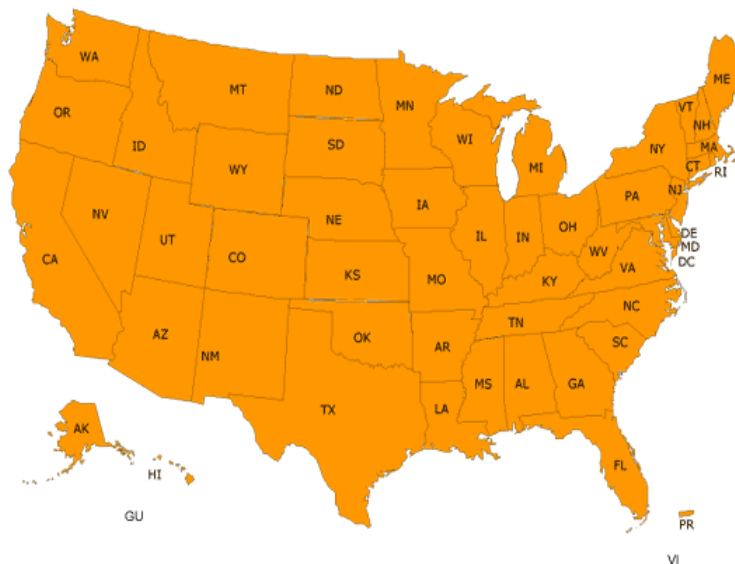 WA
MT
ND
MN
ME
VT
NH
OR
ID
SD
WI
MI
NY
MA
CT
RI
WY
IA
PA
NJ
NV
NE
IL
IN
OH
UT
CO
KS
MO
WV
VA
DE
MD
DC
CA
KY
NC
AZ
NM
OK
AR
TN
SC
TX
LA
MS
AL
GA
AK
HI
FL
GU
PR
VI